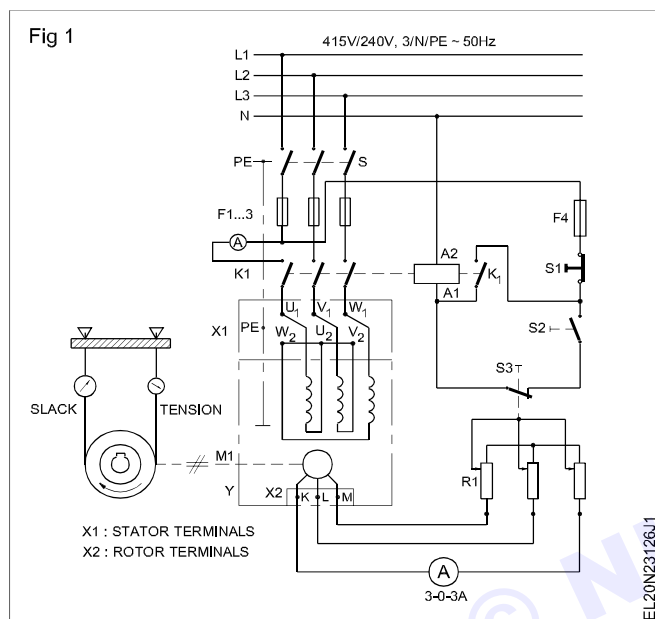 Fig 1
415V/240V, 3/N/PE ~ 50Hz
L1
L2
L3
N
PE
S
F1...3
F4
A
A2
K1
K1
S1
A1
U1 V1 W1
X1
PE
W2 U2 V2
S2
S3
SLACK
TENSION
M1
R1
Y
X2
K L M
X1 : STATOR TERMINALS
X2 : ROTOR TERMINALS
A
3-0-3A
EL20N23126J1
© N